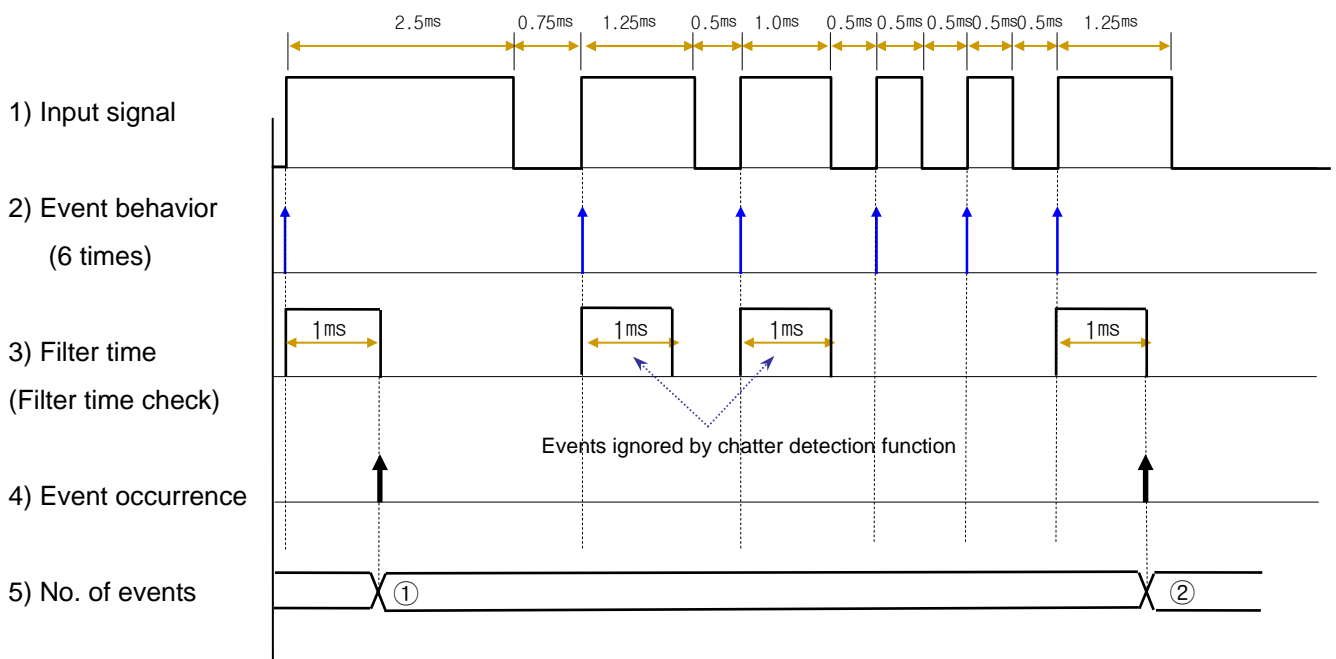 2.5ms 0.75ms 1.25ms 0.5ms 1.0ms 0.5ms 0.5ms 0.5ms 0.5ms 0.5ms 1.25ms
1) Input signal
2) Event behavior
(6 times)
1ms 1ms 1ms 1ms
3) Filter time
(Filter time check)
Events ignored by chatter detection function
4) Event occurrence
5) No. of events ① ②